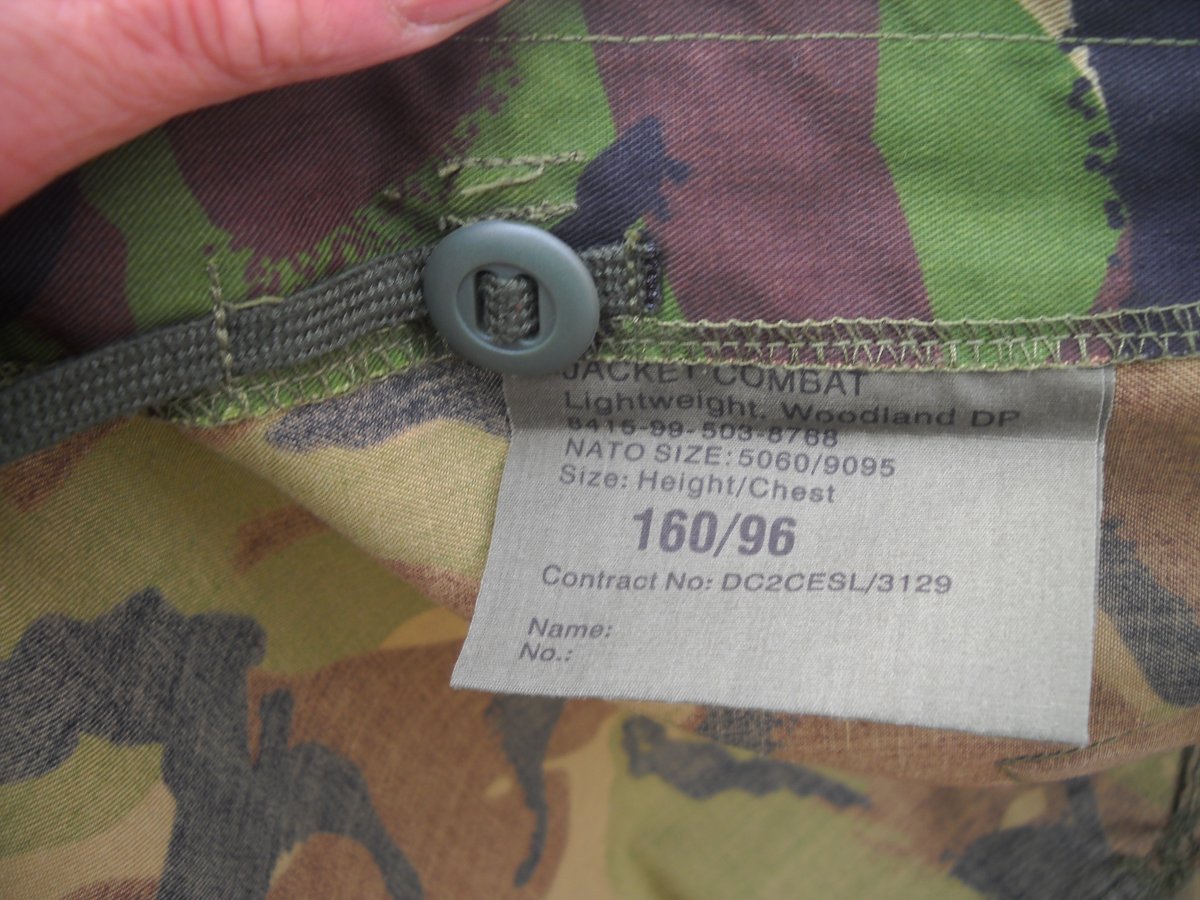 JACKET COMBAT
Lightweight. Woodland DP
8415-99-503-8768
NATO SIZE: 5060/9095
Size: Height/Chest
160/96
Contract No: DC2CESL/3129
Name:
No.: